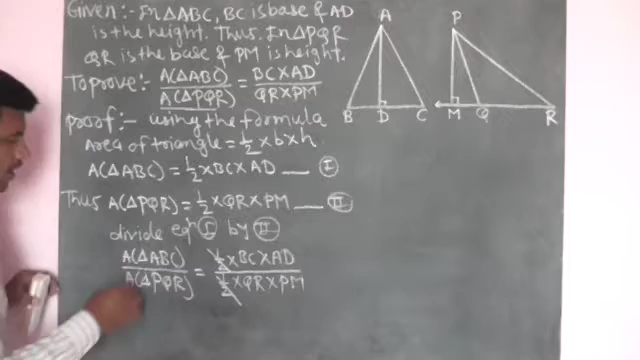 Given:- In ΔABC, BC is base & AD
is the height. Thus In ΔPQR
QR is the base & PM is height.
To prove:- A(ΔABC)/A(ΔPQR) = BC×AD/QR×PM
proof:- using the formula
Area of triangle = 1/2 × b × h
A(ΔABC) = 1/2 × BC × AD — I
Thus A(ΔPQR) = 1/2 × QR × PM — II
divide eqn I by II
A(ΔABC)/A(ΔPQR) = 1/2 × BC × AD / 1/2 × QR × PM
A P
B D C M Q R